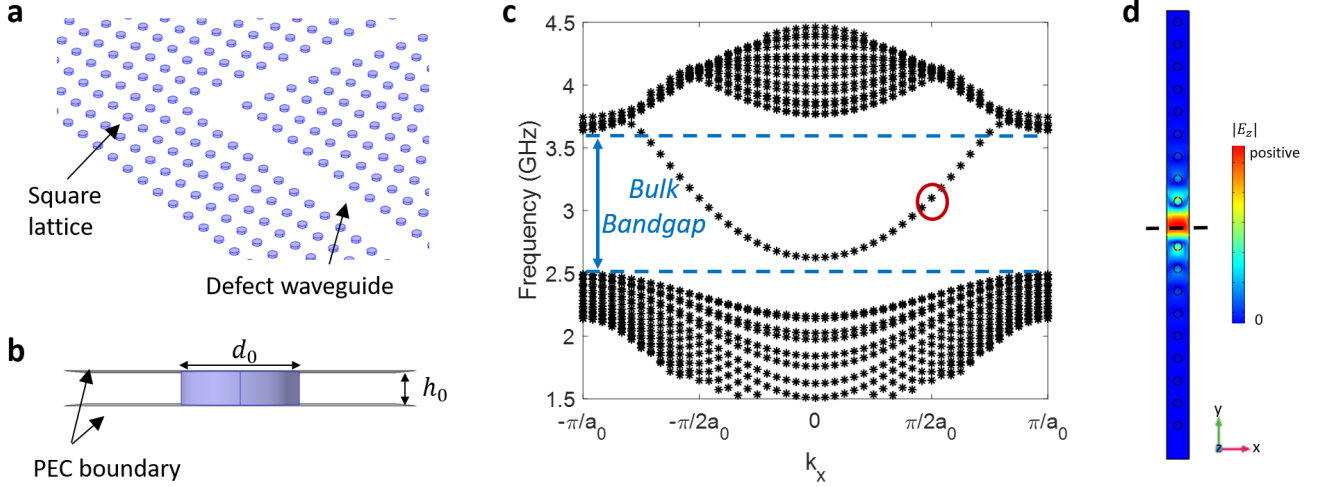 a
Square
lattice
Defect waveguide
b
d₀
h₀
PEC boundary
c
Frequency (GHz)
4.5
4
3.5
3
2.5
2
1.5
Bulk
Bandgap
-π/a₀
-π/2a₀
0
π/2a₀
π/a₀
kₓ
d
|E_z|
positive
0
y
z
x